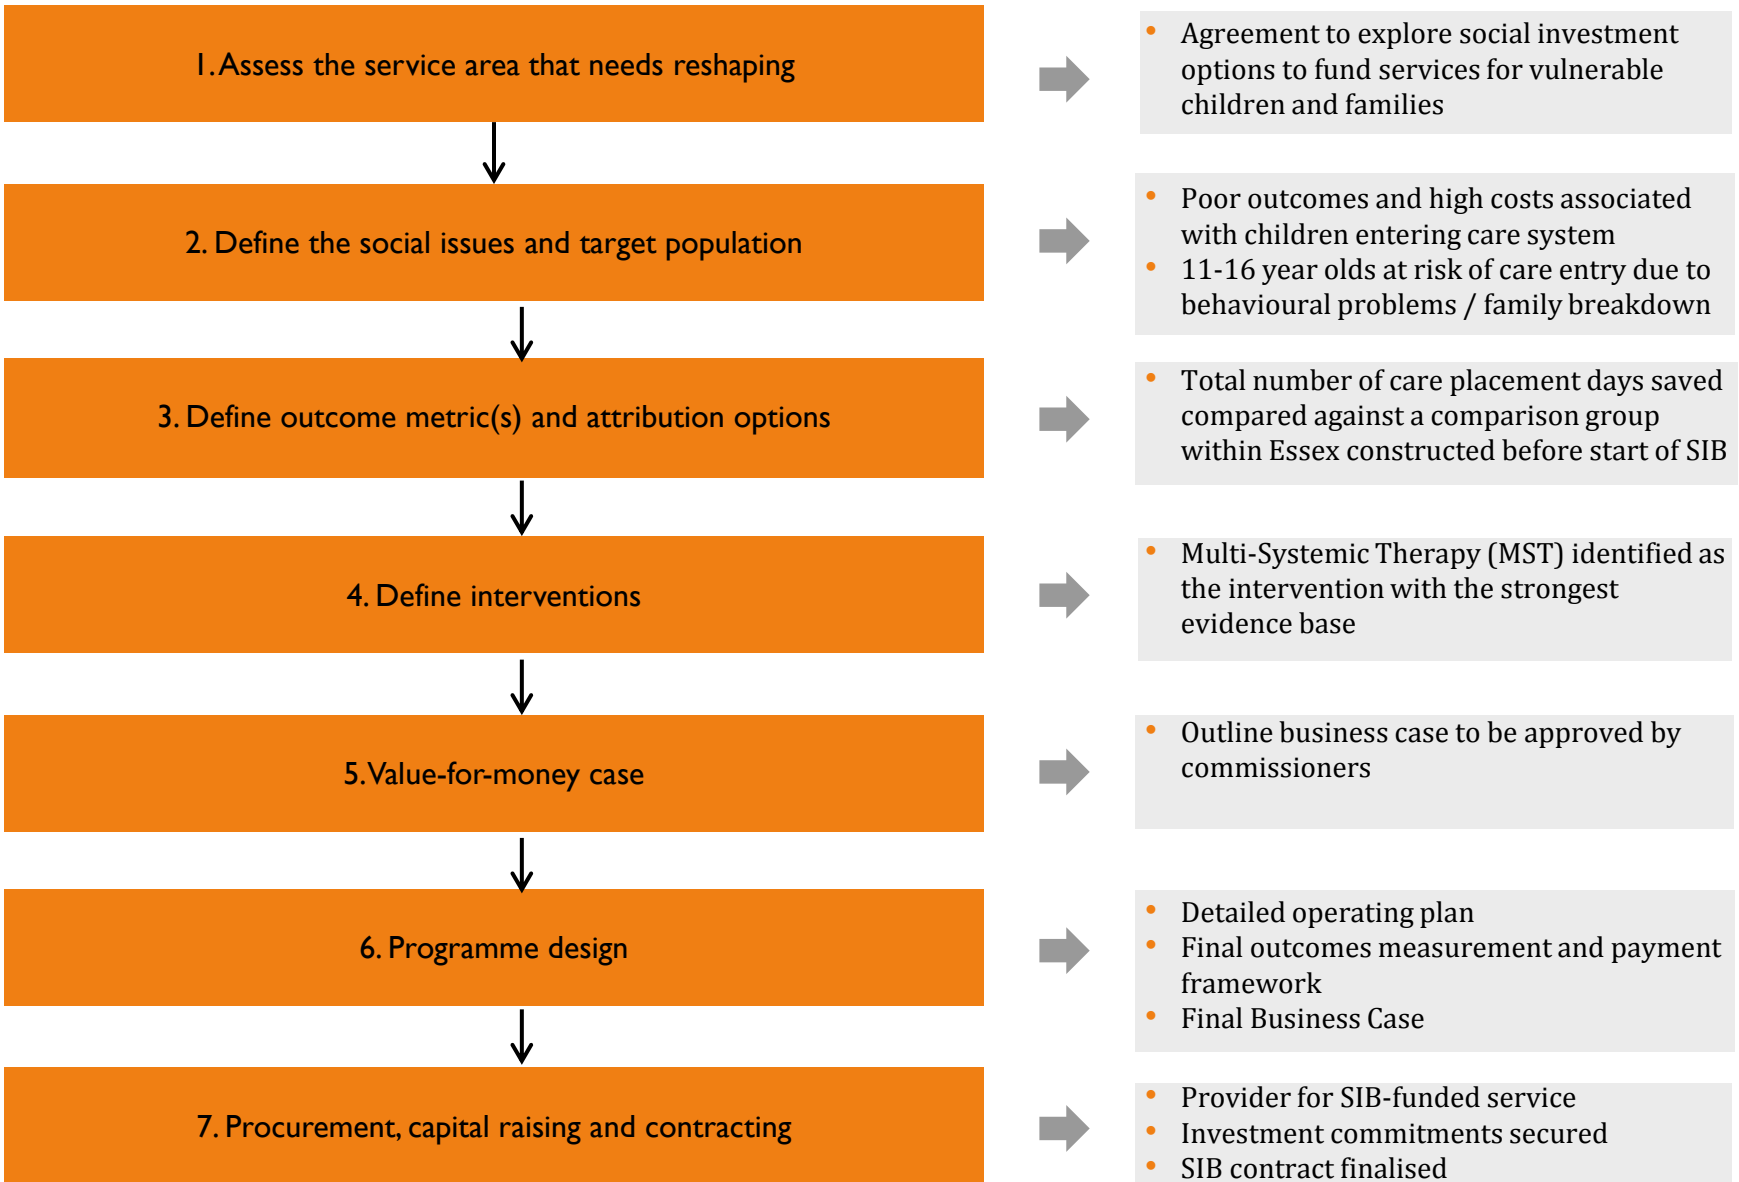 1. Assess the service area that needs reshaping
• Agreement to explore social investment
options to fund services for vulnerable
children and families
2. Define the social issues and target population
• Poor outcomes and high costs associated
with children entering care system
• 11-16 year olds at risk of care entry due to
behavioural problems / family breakdown
3. Define outcome metric(s) and attribution options
• Total number of care placement days saved
compared against a comparison group
within Essex constructed before start of SIB
4. Define interventions
• Multi-Systemic Therapy (MST) identified as
the intervention with the strongest
evidence base
5. Value-for-money case
• Outline business case to be approved by
commissioners
6. Programme design
• Detailed operating plan
• Final outcomes measurement and payment
framework
• Final Business Case
7. Procurement, capital raising and contracting
• Provider for SIB-funded service
• Investment commitments secured
• SIB contract finalised